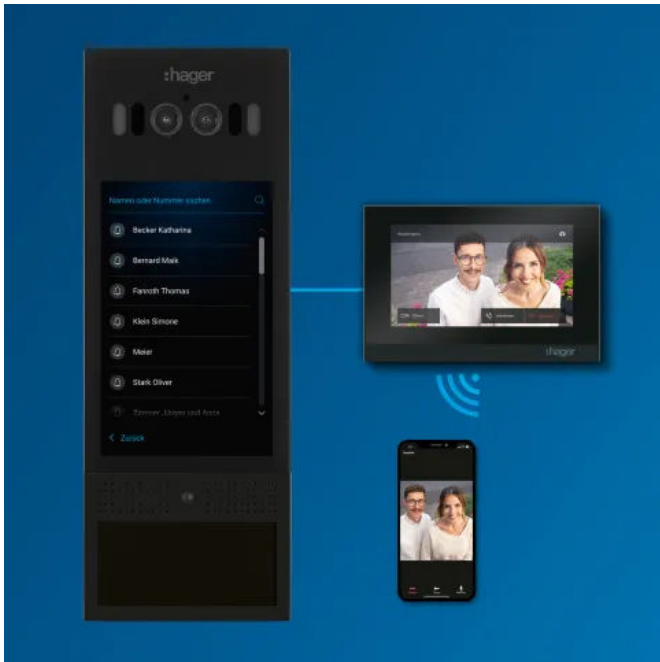 :hager
Namen oder Nummer suchen
Becker Katharina
Bernard Maik
Fanroth Thomas
Klein Simone
Meier
Stark Oliver
Zurück
:hager